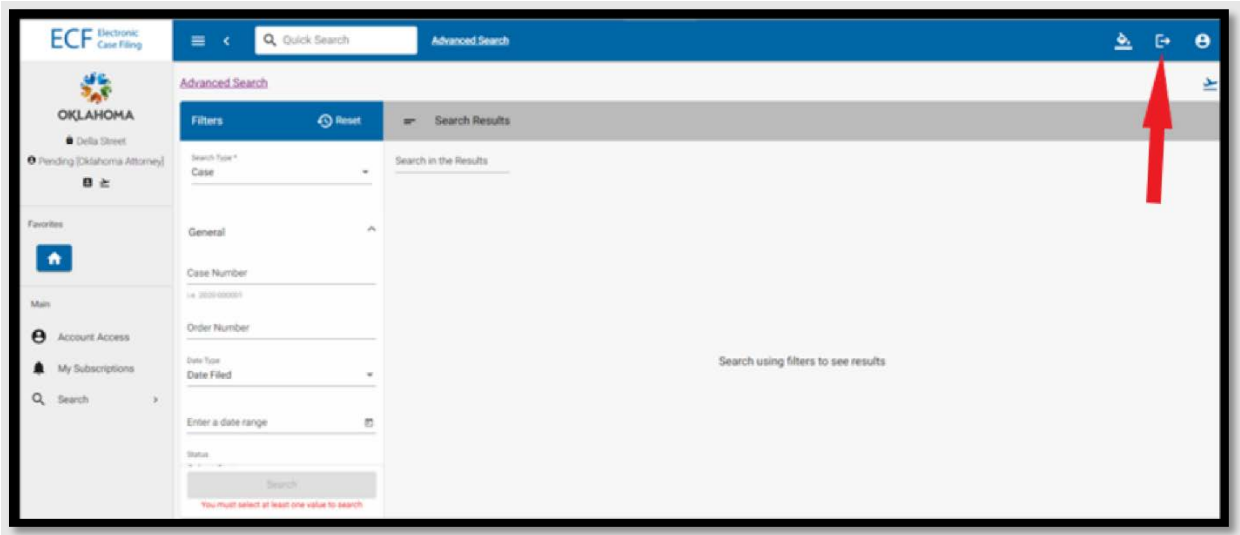 ECF Electronic
Case Filing
Quick Search
Advanced Search
Advanced Search
OKLAHOMA
Della Street
Pending [Oklahoma Attorney]
Favorites
Main
Account Access
My Subscriptions
Search
Filters
Reset
Search Type *
Case
General
Case Number
i.e. 2020-000001
Order Number
Date Type
Date Filed
Enter a date range
Status
Search
You must select at least one value to search
Search Results
Search in the Results
Search using filters to see results